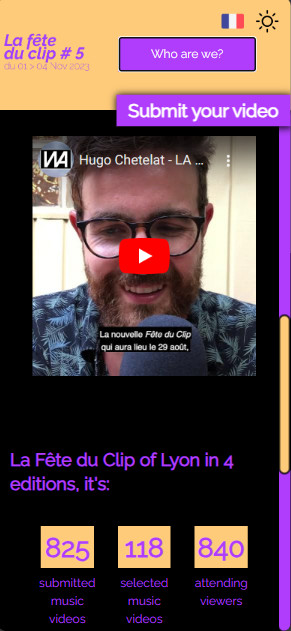 La fête
du clip # 5
du 01 > 04 Nov 2023
Who are we?
Submit your video
Hugo Chetelat - LA ...
La nouvelle Fête du Clip
qui aura lieu le 29 août,
La Fête du Clip of Lyon in 4
editions, it's:
825 118 840
submitted selected attending
music music viewers
videos videos